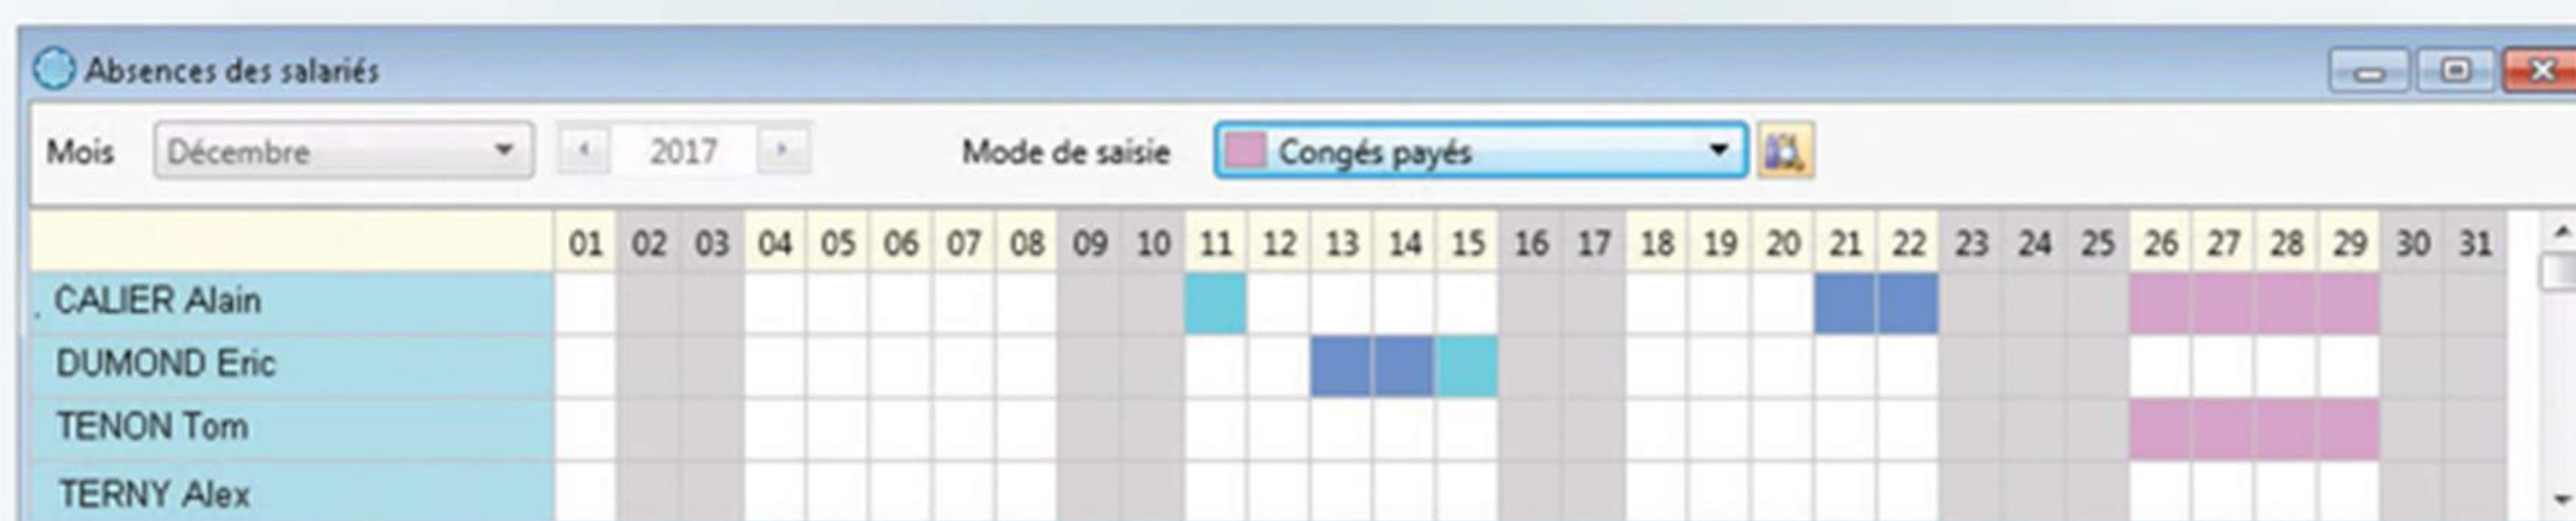 Absences des salariés
Mois Décembre 2017 Mode de saisie Congés payés
01 02 03 04 05 06 07 08 09 10 11 12 13 14 15 16 17 18 19 20 21 22 23 24 25 26 27 28 29 30 31
CALIER Alain
DUMOND Eric
TENON Tom
TERNY Alex